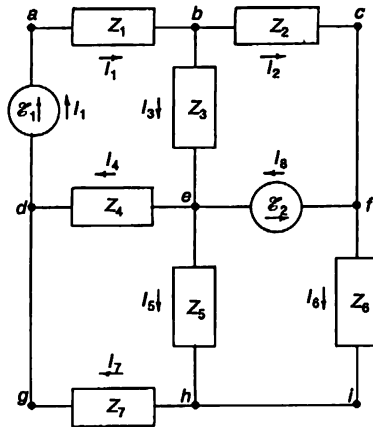 a Z₁ b Z₂ c
I₁ I₂
ℰ₁ I₁ I₃ Z₃
I₄ I₈
d Z₄ e ℰ₂ f
I₅ Z₅ I₆ Z₆
I₇
g Z₇ h i